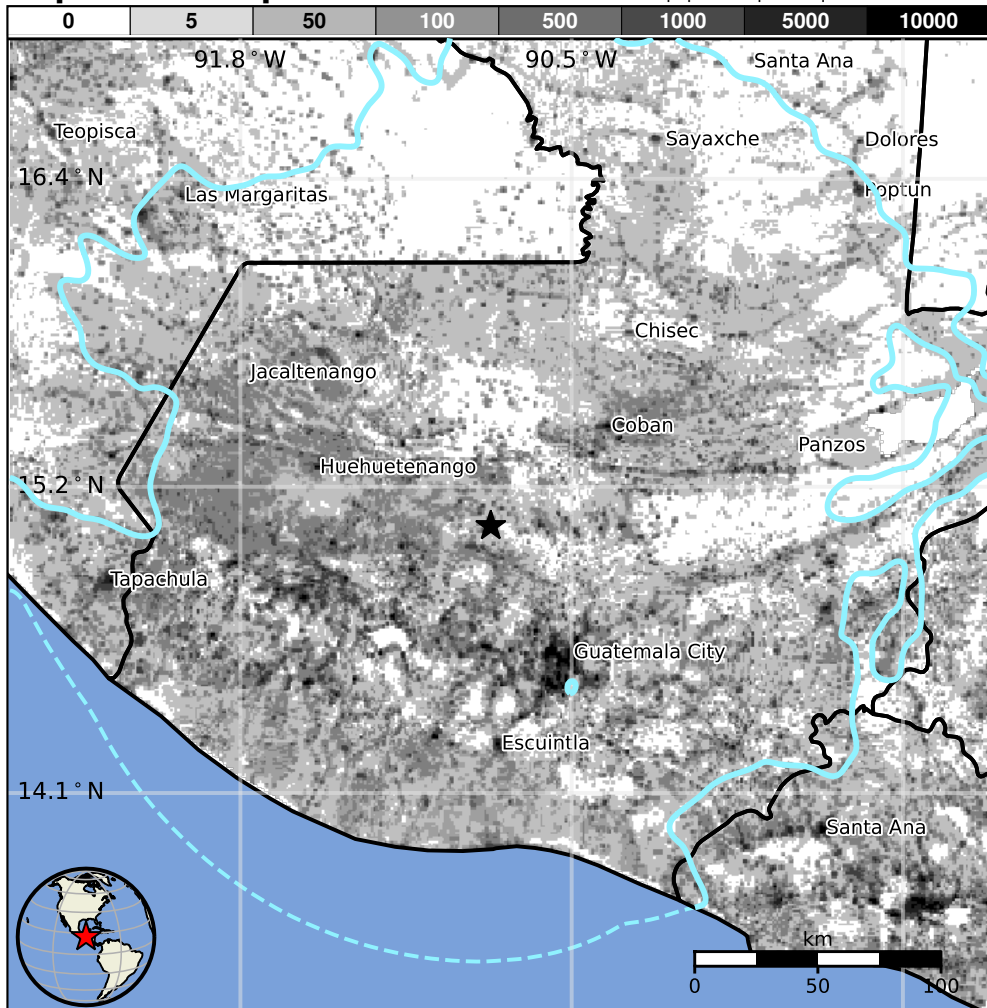 0 5 50 100 500 1000 5000 10000
91.8°W 90.5°W Santa Ana
Teopisca Sayaxche Dolores
16.4°N Las Margaritas Poptun
Chisec
Jacaltenango
Coban
Panzos
Huehuetenango
15.2°N
Tapachula
Guatemala City
Escuintla
14.1°N
Santa Ana
km
0 50 100